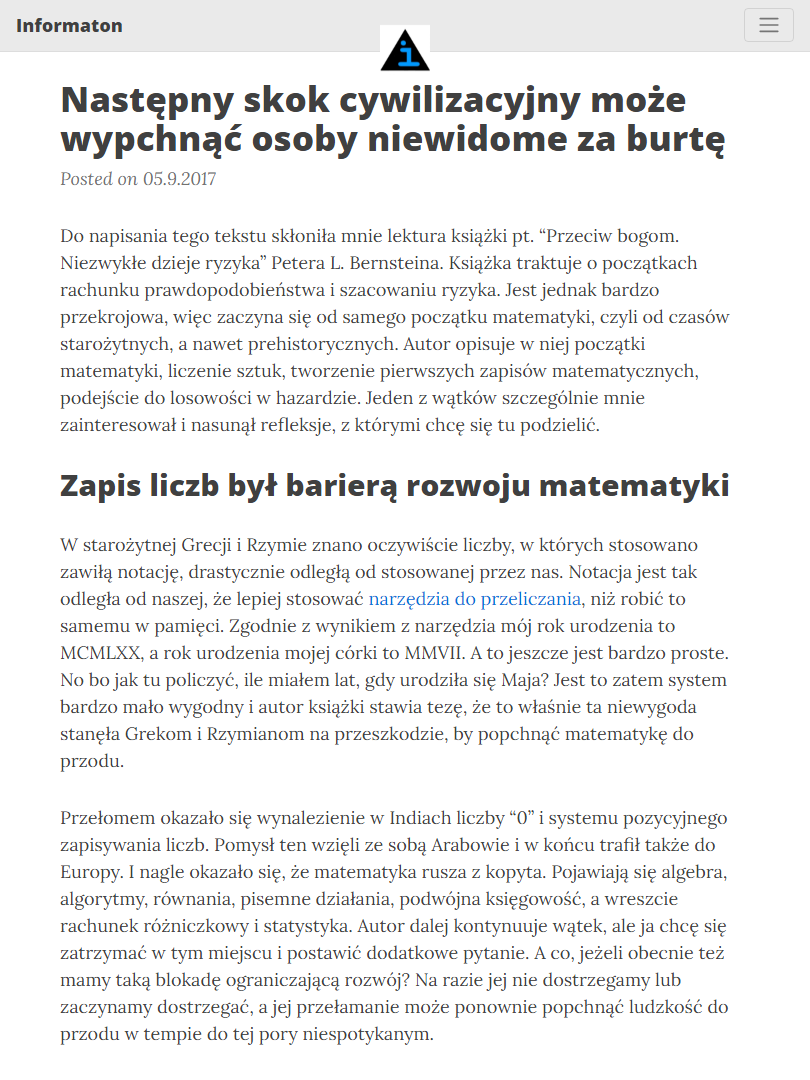 Informaton
i
Następny skok cywilizacyjny może
wypchnąć osoby niewidome za burtę
Posted on 05.9.2017
Do napisania tego tekstu skłoniła mnie lektura książki pt. “Przeciw bogom.
Niezwykłe dzieje ryzyka” Petera L. Bernsteina. Książka traktuje o początkach
rachunku prawdopodobieństwa i szacowaniu ryzyka. Jest jednak bardzo
przekrojowa, więc zaczyna się od samego początku matematyki, czyli od czasów
starożytnych, a nawet prehistorycznych. Autor opisuje w niej początki
matematyki, liczenie sztuk, tworzenie pierwszych zapisów matematycznych,
podejście do losowości w hazardzie. Jeden z wątków szczególnie mnie
zainteresował i nasunął refleksje, z którymi chcę się tu podzielić.
Zapis liczb był barierą rozwoju matematyki
W starożytnej Grecji i Rzymie znano oczywiście liczby, w których stosowano
zawiłą notację, drastycznie odległą od stosowanej przez nas. Notacja jest tak
odległa od naszej, że lepiej stosować narzędzia do przeliczania, niż robić to
samemu w pamięci. Zgodnie z wynikiem z narzędzia mój rok urodzenia to
MCMLXX, a rok urodzenia mojej córki to MMVII. A to jeszcze jest bardzo proste.
No bo jak tu policzyć, ile miałem lat, gdy urodziła się Maja? Jest to zatem system
bardzo mało wygodny i autor książki stawia tezę, że to właśnie ta niewygoda
stanęła Grekom i Rzymianom na przeszkodzie, by popchnąć matematykę do
przodu.
Przełomem okazało się wynalezienie w Indiach liczby “0” i systemu pozycyjnego
zapisywania liczb. Pomysł ten wzięli ze sobą Arabowie i w końcu trafił także do
Europy. I nagle okazało się, że matematyka rusza z kopyta. Pojawiają się algebra,
algorytmy, równania, pisemne działania, podwójna księgowość, a wreszcie
rachunek różniczkowy i statystyka. Autor dalej kontynuuje wątek, ale ja chcę się
zatrzymać w tym miejscu i postawić dodatkowe pytanie. A co, jeżeli obecnie też
mamy taką blokadę ograniczającą rozwój? Na razie jej nie dostrzegamy lub
zaczynamy dostrzegać, a jej przełamanie może ponownie popchnąć ludzkość do
przodu w tempie do tej pory niespotykanym.